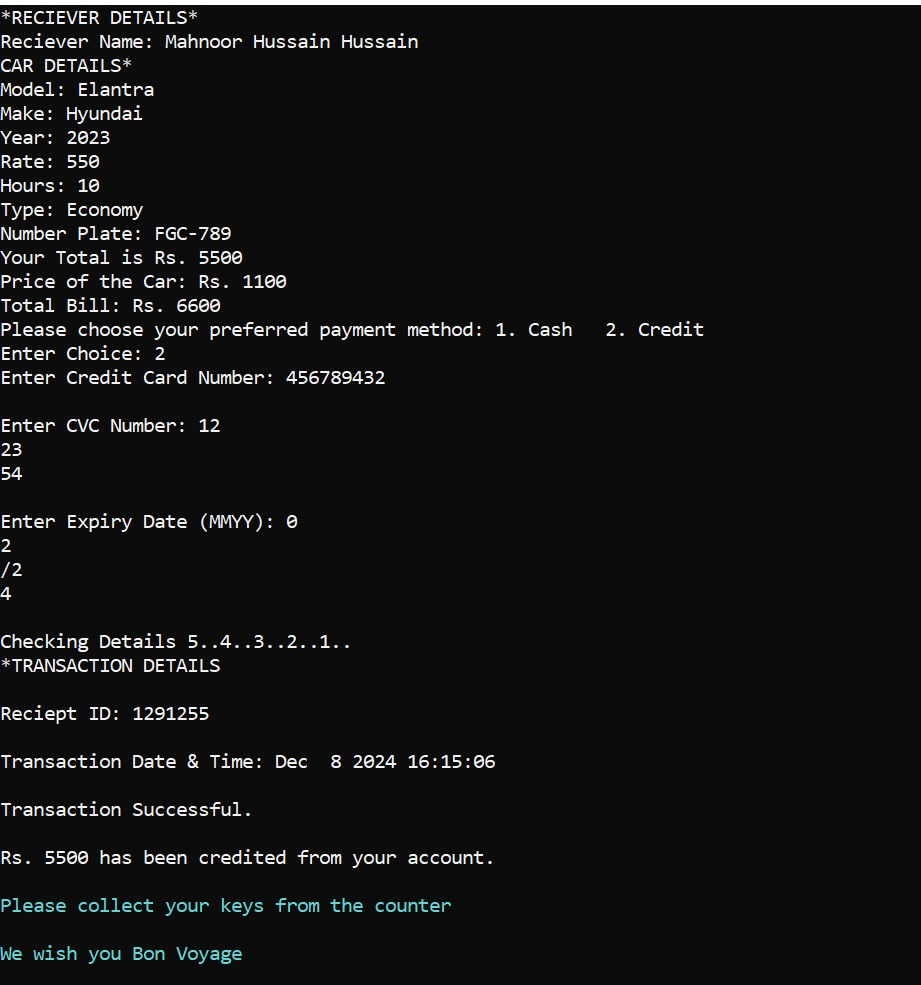 *RECIEVER DETAILS*
Reciever Name: Mahnoor Hussain Hussain
CAR DETAILS*
Model: Elantra
Make: Hyundai
Year: 2023
Rate: 550
Hours: 10
Type: Economy
Number Plate: FGC-789
Your Total is Rs. 5500
Price of the Car: Rs. 1100
Total Bill: Rs. 6600
Please choose your preferred payment method: 1. Cash   2. Credit
Enter Choice: 2
Enter Credit Card Number: 456789432
Enter CVC Number: 12
23
54
Enter Expiry Date (MMYY): 0
2
/2
4
Checking Details 5..4..3..2..1..
*TRANSACTION DETAILS
Reciept ID: 1291255
Transaction Date & Time: Dec  8 2024 16:15:06
Transaction Successful.
Rs. 5500 has been credited from your account.
Please collect your keys from the counter
We wish you Bon Voyage